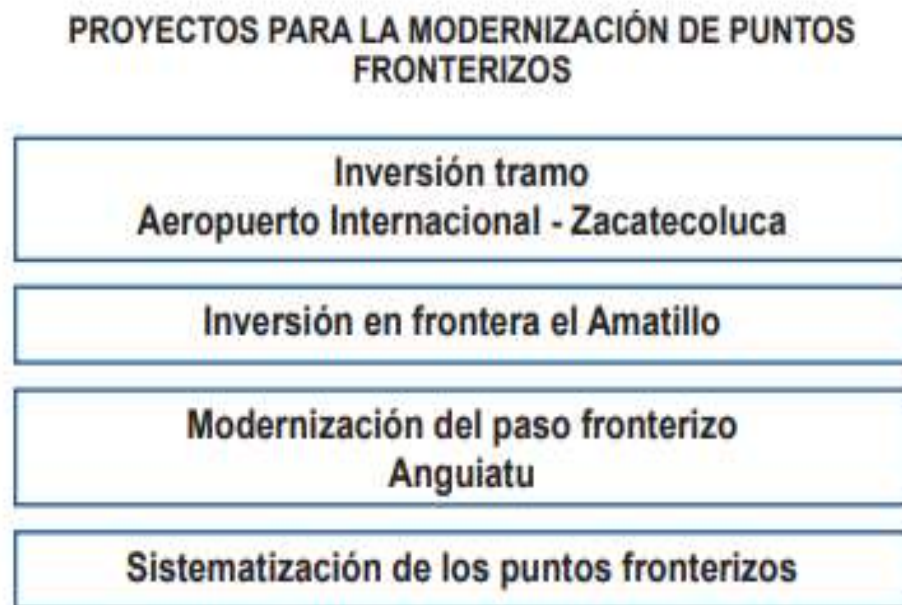 PROYECTOS PARA LA MODERNIZACIÓN DE PUNTOS
FRONTERIZOS
Inversión tramo
Aeropuerto Internacional - Zacatecoluca
Inversión en frontera el Amatillo
Modernización del paso fronterizo
Anguiatu
Sistematización de los puntos fronterizos